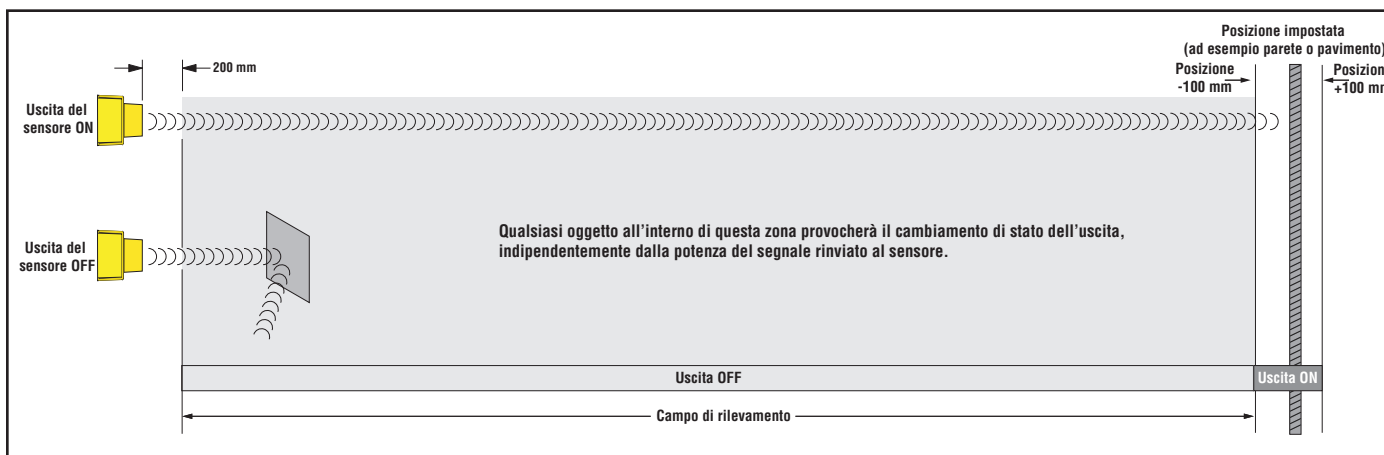 Posizione impostata
(ad esempio parete o pavimento)
200 mm
Posizione
-100 mm
Posizion
+100 mm
Uscita del
sensore ON
Qualsiasi oggetto all'interno di questa zona provocherà il cambiamento di stato dell'uscita,
indipendentemente dalla potenza del segnale rinviato al sensore.
Uscita del
sensore OFF
Uscita OFF
Uscita ON
Campo di rilevamento